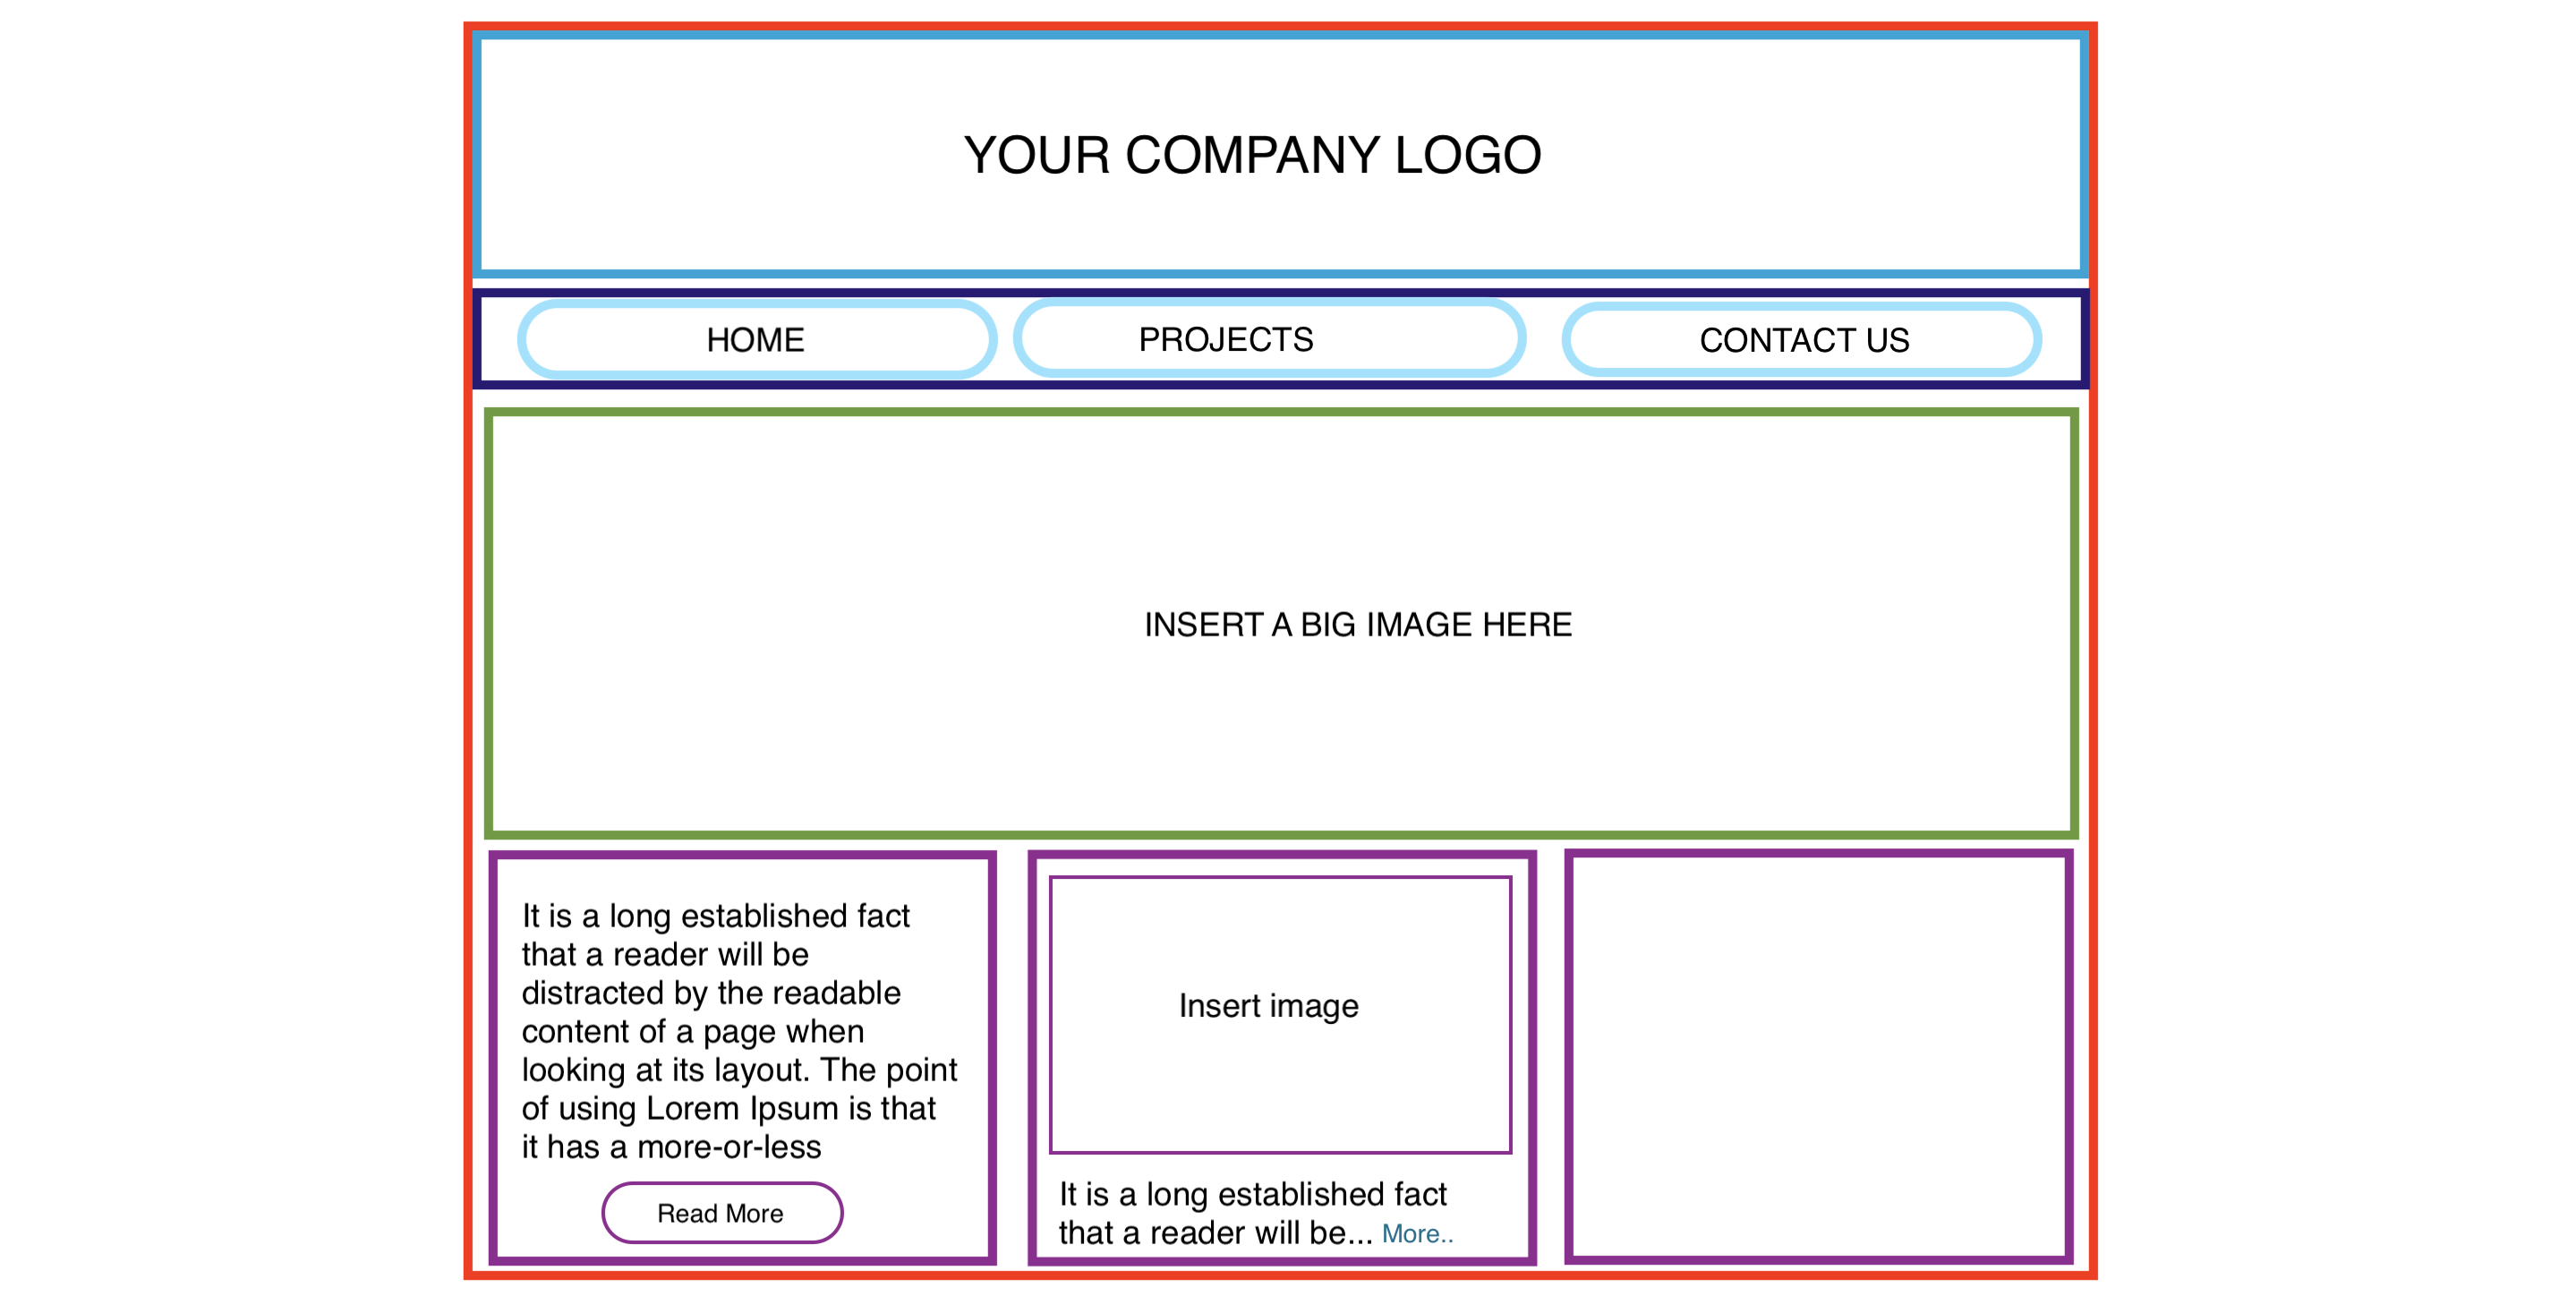 YOUR COMPANY LOGO
HOME
PROJECTS
CONTACT US
INSERT A BIG IMAGE HERE
It is a long established fact
that a reader will be
distracted by the readable
content of a page when
looking at its layout. The point
of using Lorem Ipsum is that
it has a more-or-less
Read More
Insert image
It is a long established fact
that a reader will be... More..